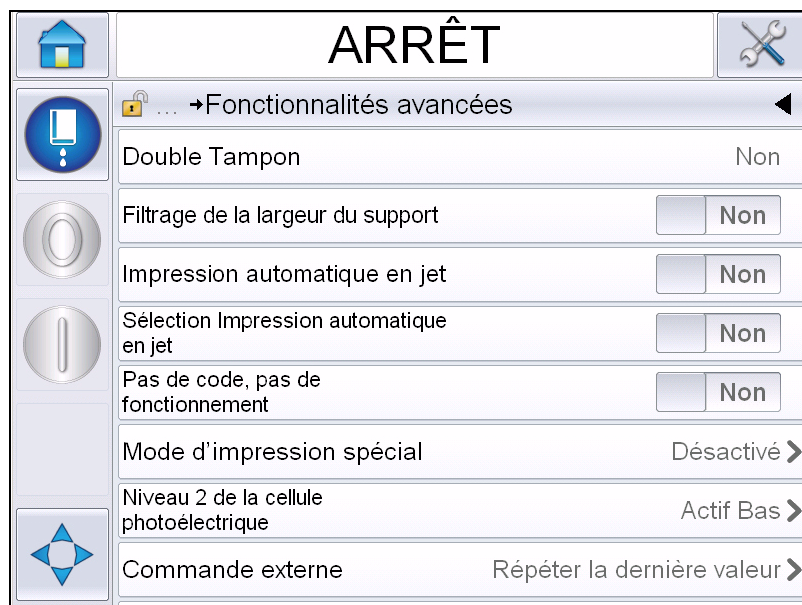 ARRÊT
... →Fonctionnalités avancées
Double Tampon Non
Filtrage de la largeur du support Non
Impression automatique en jet Non
Sélection Impression automatique
en jet Non
Pas de code, pas de
fonctionnement Non
Mode d'impression spécial Désactivé
Niveau 2 de la cellule
photoélectrique Actif Bas
Commande externe Répéter la dernière valeur